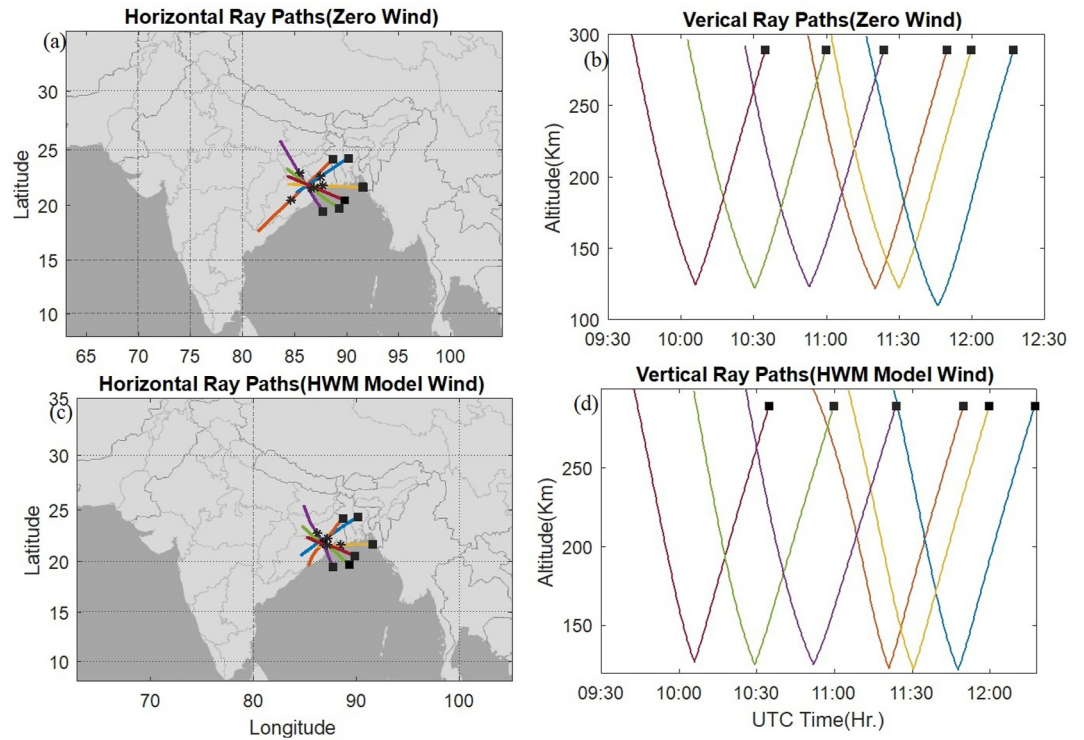 Horizontal Ray Paths(Zero Wind)
(a)
30
25
20
15
10
Latitude
65 70 75 80 85 90 95 100
Verical Ray Paths(Zero Wind)
(b)
300
250
200
150
100
Altitude(Km)
09:30 10:00 10:30 11:00 11:30 12:00 12:30
Horizontal Ray Paths(HWM Model Wind)
(c)
35
30
25
20
15
10
Latitude
70 80 90 100
Longitude
Vertical Ray Paths(HWM Model Wind)
(d)
250
200
150
Altitude(Km)
09:30 10:00 10:30 11:00 11:30 12:00
UTC Time(Hr.)